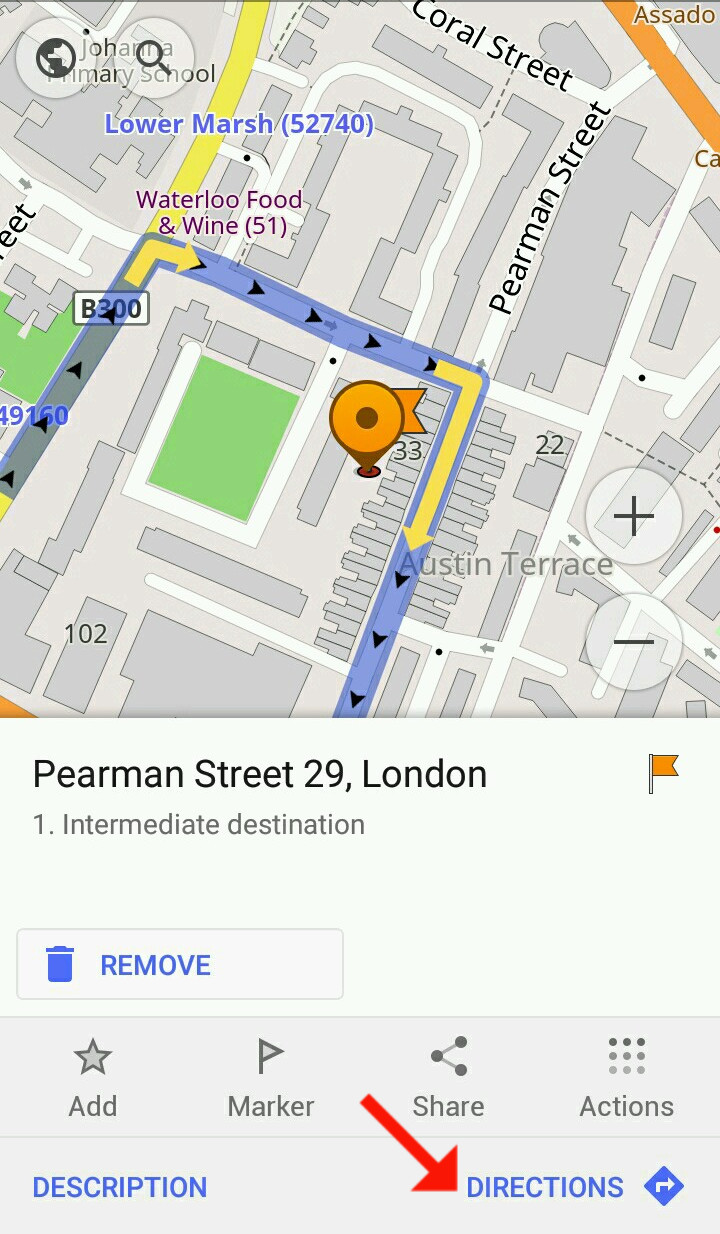 Assado
Coral Street
Johanna
Primary School
Lower Marsh (52740)
Ca
Pearman Street
Waterloo Food
& Wine (51)
reet
B300
49160
33
22
Austin Terrace
102
Pearman Street 29, London
1. Intermediate destination
REMOVE
Add
Marker
Share
Actions
DESCRIPTION
DIRECTIONS